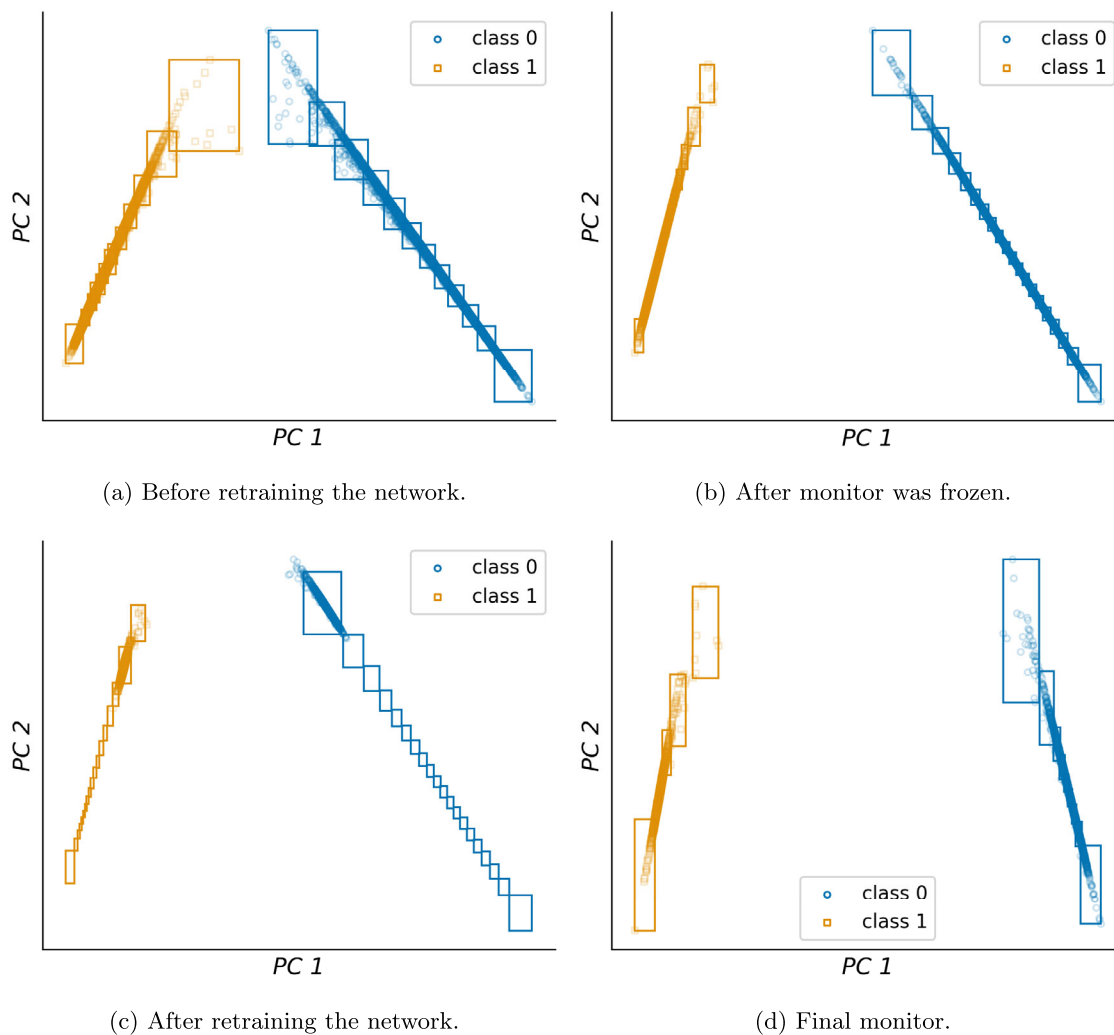 class 0
class 1
PC 2
PC 1
(a) Before retraining the network.
class 0
class 1
PC 2
PC 1
(b) After monitor was frozen.
class 0
class 1
PC 2
PC 1
(c) After retraining the network.
class 0
class 1
PC 2
PC 1
(d) Final monitor.